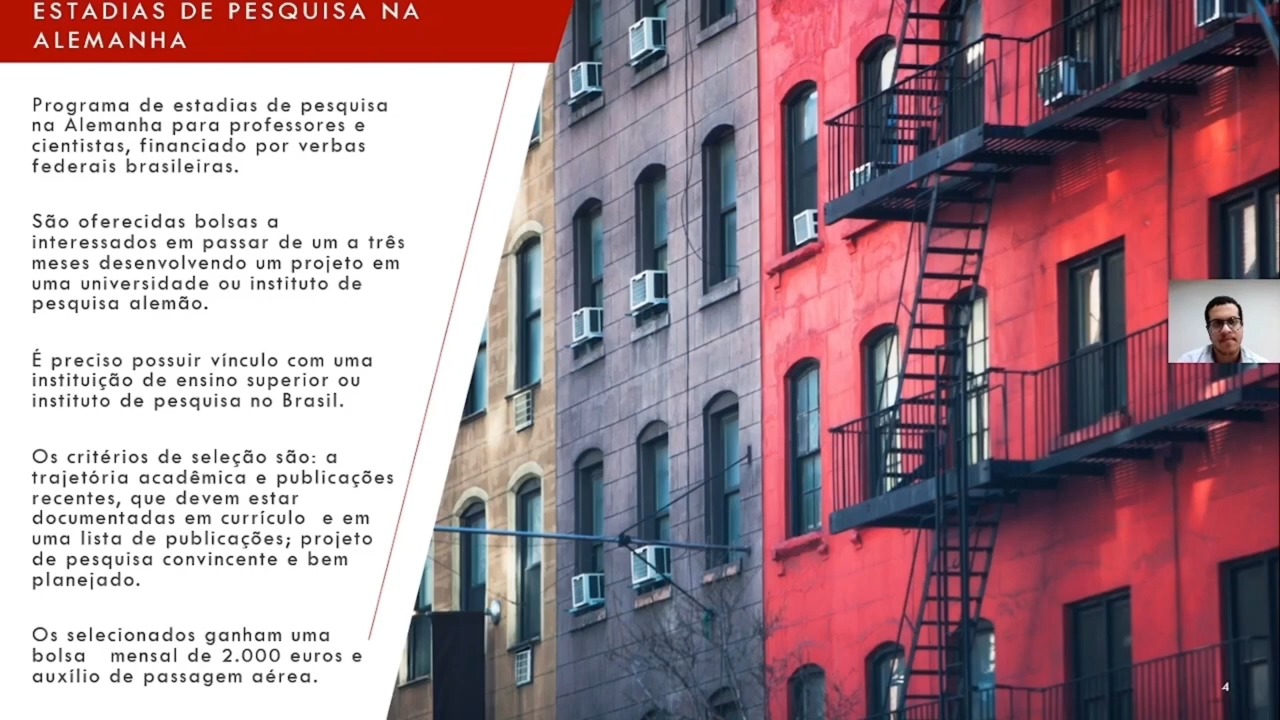 ESTADIAS DE PESQUISA NA
ALEMANHA
Programa de estadias de pesquisa
na Alemanha para professores e
cientistas, financiado por verbas
federais brasileiras.
São oferecidas bolsas a
interessados em passar de um a três
meses desenvolvendo um projeto em
uma universidade ou instituto de
pesquisa alemão.
É preciso possuir vínculo com uma
instituição de ensino superior ou
instituto de pesquisa no Brasil.
Os critérios de seleção são: a
trajetória acadêmica e publicações
recentes, que devem estar
documentadas em currículo e em
uma lista de publicações; projeto
de pesquisa convincente e bem
planejado.
Os selecionados ganham uma
bolsa mensal de 2.000 euros e
auxílio de passagem aérea.
4